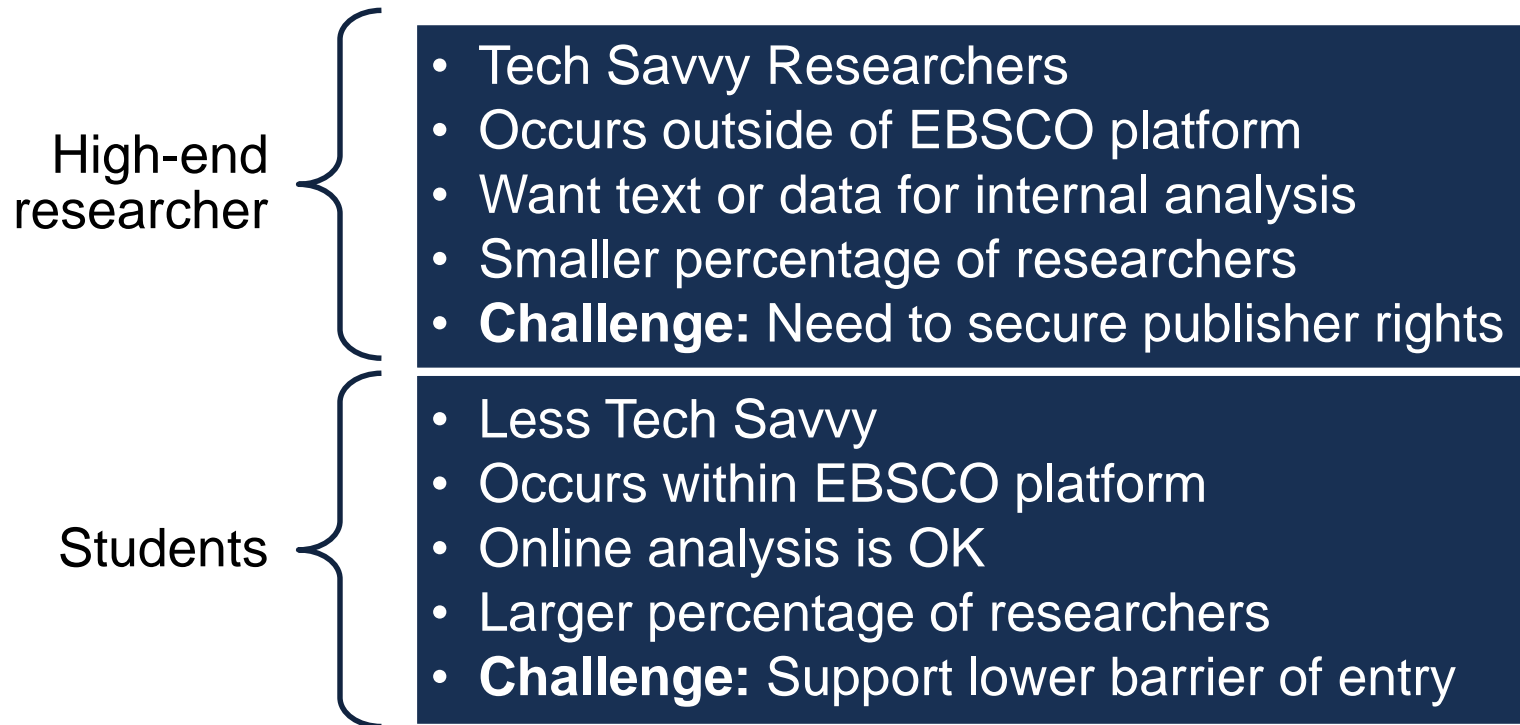 High-end
researcher
• Tech Savvy Researchers
• Occurs outside of EBSCO platform
• Want text or data for internal analysis
• Smaller percentage of researchers
• Challenge: Need to secure publisher rights
Students
• Less Tech Savvy
• Occurs within EBSCO platform
• Online analysis is OK
• Larger percentage of researchers
• Challenge: Support lower barrier of entry